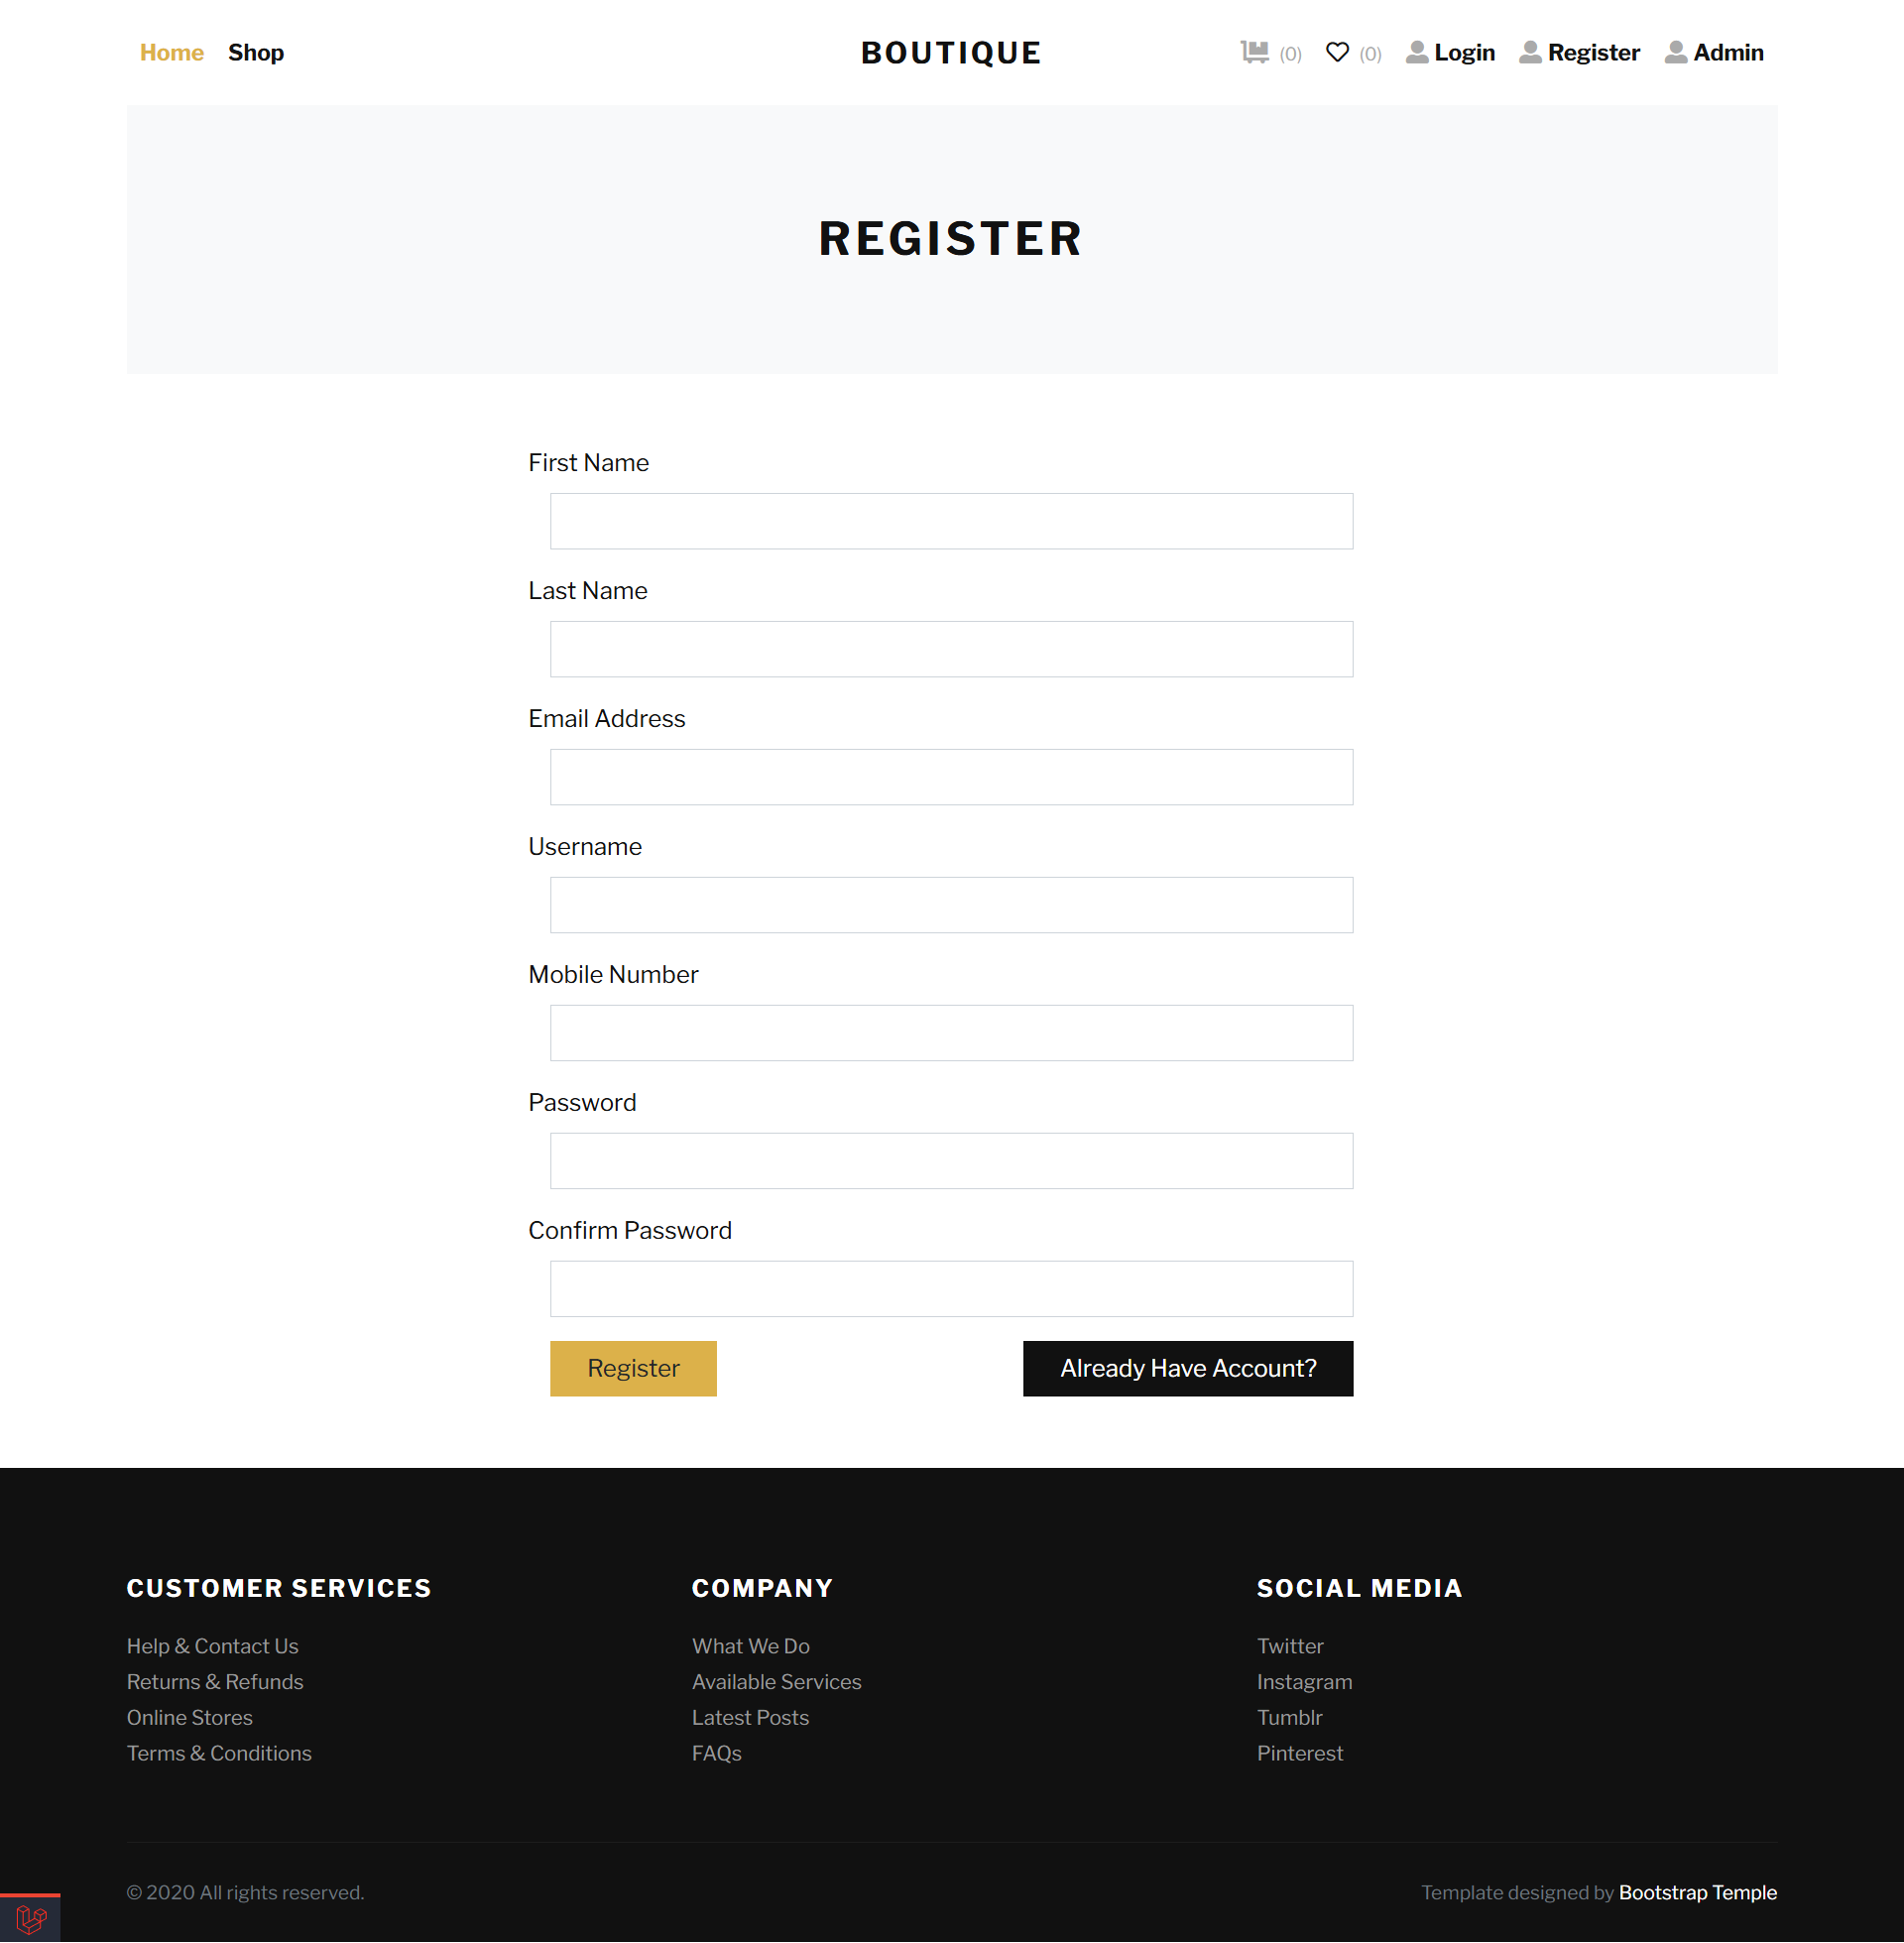 Home Shop BOUTIQUE (0) (0) Login Register Admin
REGISTER
First Name
Last Name
Email Address
Username
Mobile Number
Password
Confirm Password
Register Already Have Account?
CUSTOMER SERVICES
Help & Contact Us
Returns & Refunds
Online Stores
Terms & Conditions
COMPANY
What We Do
Available Services
Latest Posts
FAQs
SOCIAL MEDIA
Twitter
Instagram
Tumblr
Pinterest
© 2020 All rights reserved. Template designed by Bootstrap Temple